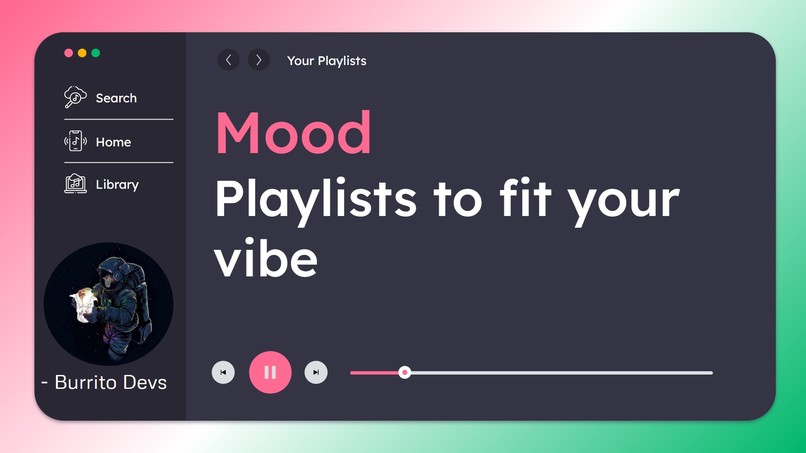 Your Playlists
Search
Home
Library
Mood
Playlists to fit your
vibe
- Burrito Devs